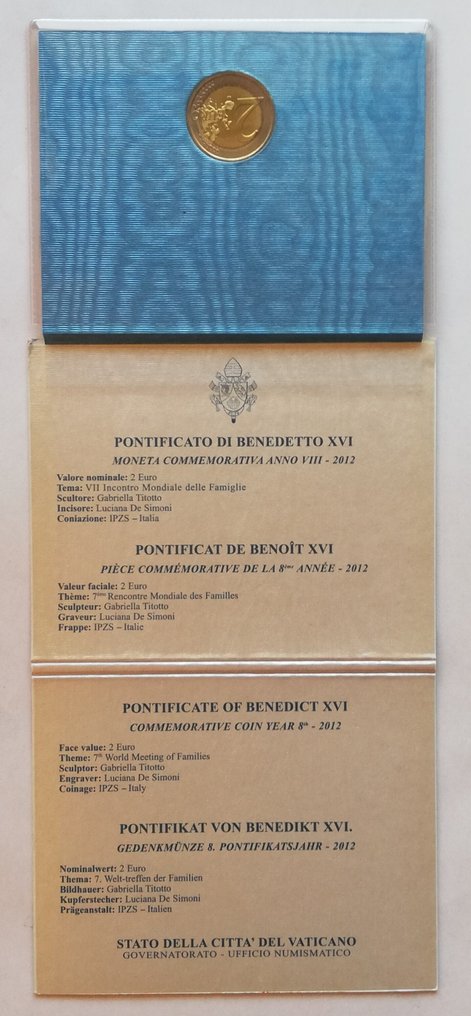 2
PONTIFICATO DI BENEDETTO XVI
MONETA COMMEMORATIVA ANNO VIII - 2012
Valore nominale: 2 Euro
Tema: VII Incontro Mondiale delle Famiglie
Scultore: Gabriella Titotto
Incisore: Luciana De Simoni
Coniazione: IPZS – Italia
PONTIFICAT DE BENOÎT XVI
PIÈCE COMMÉMORATIVE DE LA 8ème ANNÉE - 2012
Valeur faciale: 2 Euro
Thème: 7ème Rencontre Mondiale des Familles
Sculpteur: Gabriella Titotto
Graveur: Luciana De Simoni
Frappe: IPZS – Italie
PONTIFICATE OF BENEDICT XVI
COMMEMORATIVE COIN YEAR 8th - 2012
Face value: 2 Euro
Theme: 7th World Meeting of Families
Sculptor: Gabriella Titotto
Engraver: Luciana De Simoni
Coinage: IPZS – Italy
PONTIFIKAT VON BENEDIKT XVI.
GEDENKMÜNZE 8. PONTIFIKATSJAHR - 2012
Nominalwert: 2 Euro
Thema: 7. Welt-treffen der Familien
Bildhauer: Gabriella Titotto
Kupferstecher: Luciana De Simoni
Prägeanstalt: IPZS – Italien
STATO DELLA CITTA' DEL VATICANO
GOVERNATORATO - UFFICIO NUMISMATICO